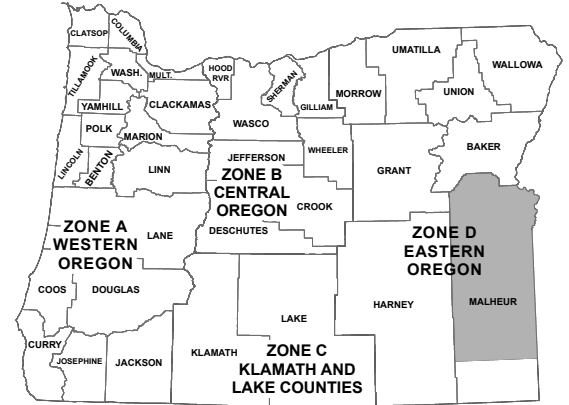 CLATSOP
COLUMBIA
TILLAMOOK
WASH.
MULT.
HOOD
RVR
SHERMAN
GILLIAM
MORROW
UMATILLA
WALLOWA
UNION
YAMHILL
CLACKAMAS
WASCO
POLK
MARION
WHEELER
BAKER
LINCOLN
BENTON
LINN
JEFFERSON
GRANT
ZONE B
CENTRAL
OREGON
CROOK
DESCHUTES
ZONE A
WESTERN
OREGON
LANE
ZONE D
EASTERN
OREGON
COOS
DOUGLAS
HARNEY
MALHEUR
LAKE
CURRY
JOSEPHINE
JACKSON
KLAMATH
ZONE C
KLAMATH AND
LAKE COUNTIES